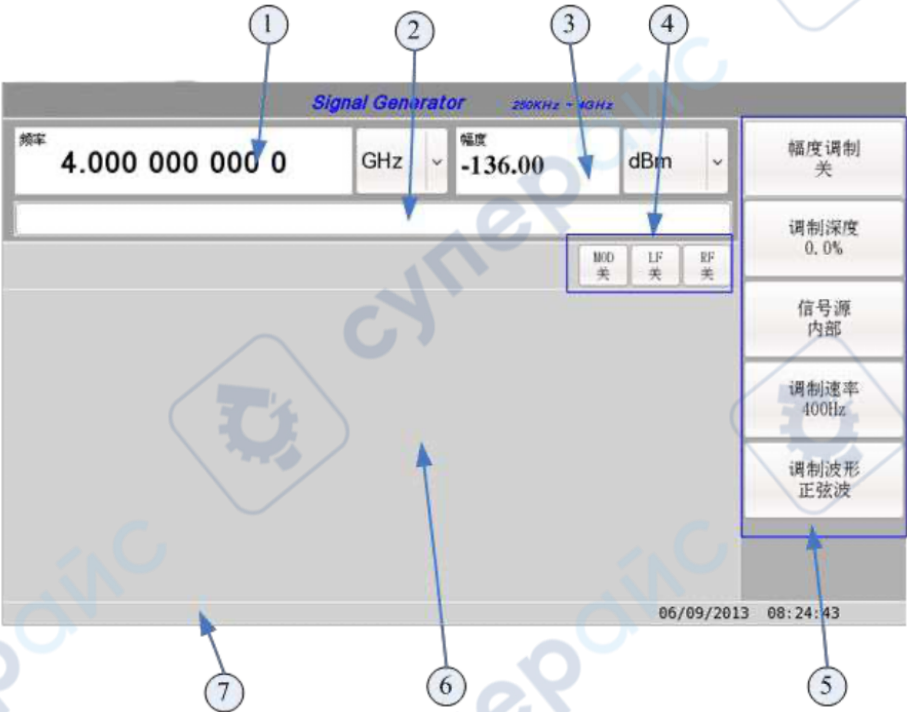 1
2
3
4
Signal Generator 250KHz ~ 4GHz
频率
4.000 000 000 0
GHz
幅度
-136.00
dBm
MOD
关
LF
关
RF
关
幅度调制
关
调制深度
0.0%
信号源
内部
调制速率
400Hz
调制波形
正弦波
06/09/2013 08:24:43
7
6
5
суперайс